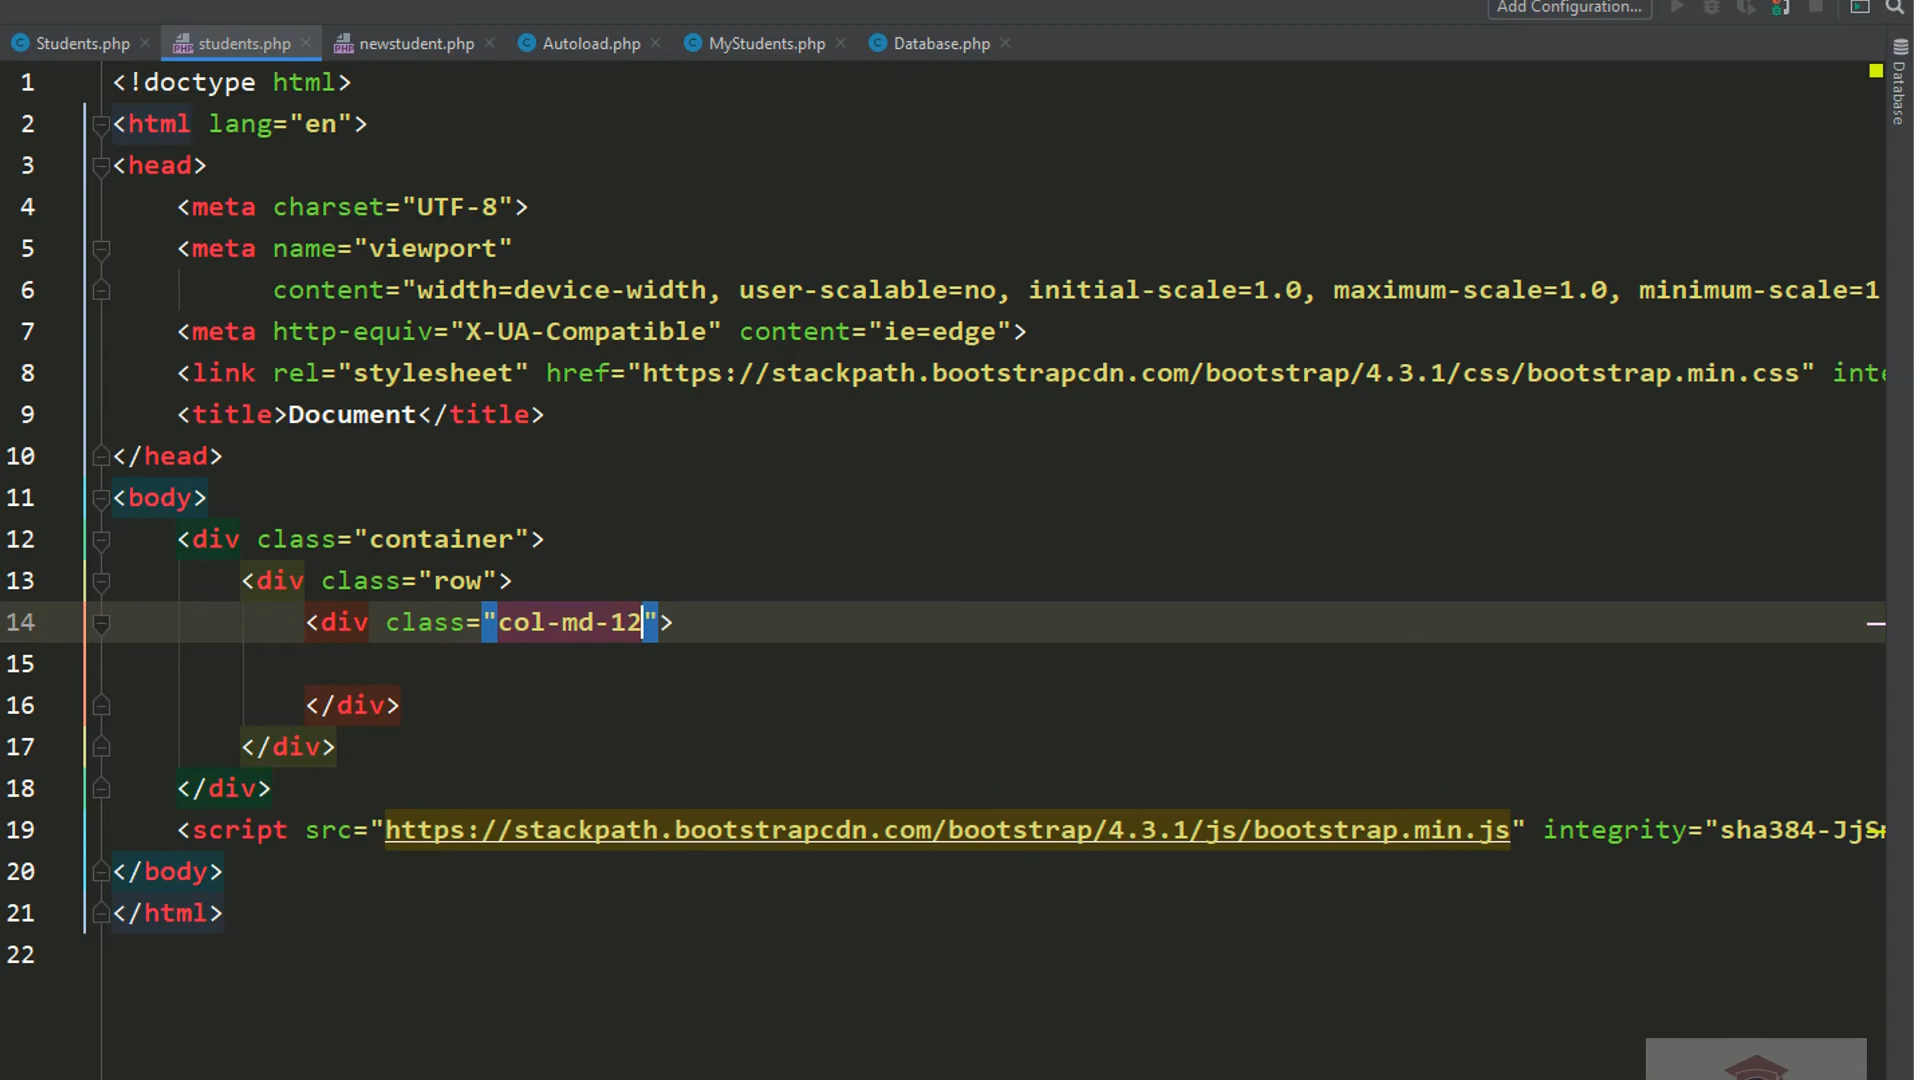 Add Configuration...
Students.php students.php newstudent.php Autoload.php MyStudents.php Database.php
Database
1 <!doctype html>
2 <html lang="en">
3 <head>
4 <meta charset="UTF-8">
5 <meta name="viewport"
6 content="width=device-width, user-scalable=no, initial-scale=1.0, maximum-scale=1.0, minimum-scale=1
7 <meta http-equiv="X-UA-Compatible" content="ie=edge">
8 <link rel="stylesheet" href="https://stackpath.bootstrapcdn.com/bootstrap/4.3.1/css/bootstrap.min.css" inte
9 <title>Document</title>
10 </head>
11 <body>
12 <div class="container">
13 <div class="row">
14 <div class="col-md-12">
15
16 </div>
17 </div>
18 </div>
19 <script src="https://stackpath.bootstrapcdn.com/bootstrap/4.3.1/js/bootstrap.min.js" integrity="sha384-JjS
20 </body>
21 </html>
22